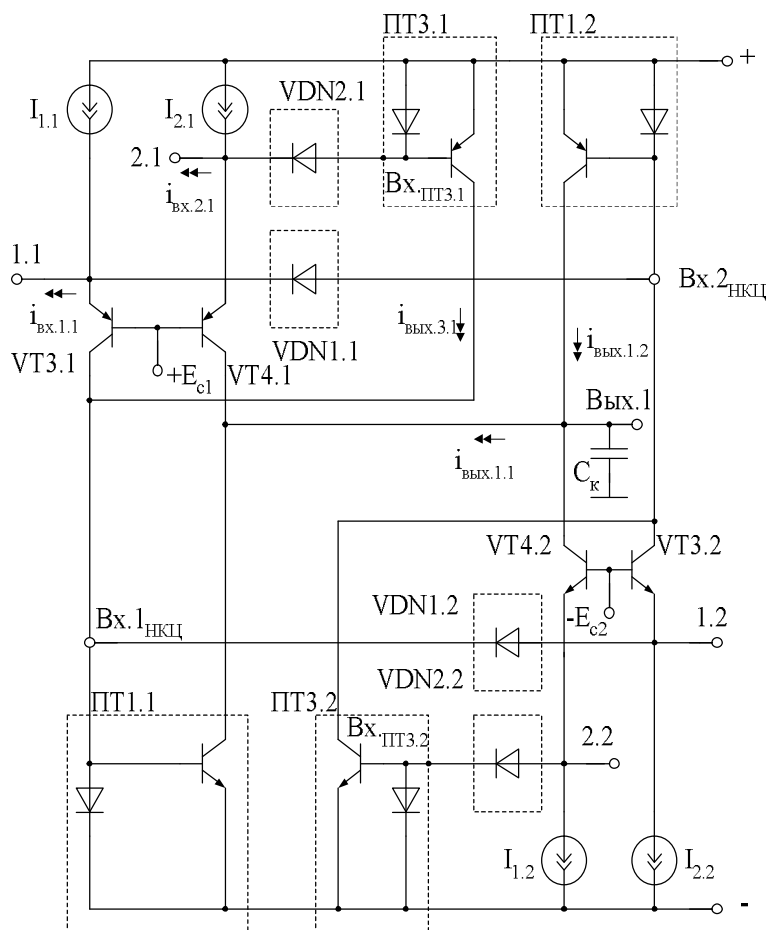 ПТ3.1 ПТ1.2
+
I1.1 I2.1 VDN2.1
2.1
Вх.ПТ3.1
iвх.2.1
1.1
Вх.2НКЦ
iвх.1.1 VDN1.1 iвых.3.1 iвых.1.2
VT3.1 +Ec1 VT4.1
Вых.1
iвых.1.1 Cк
VT4.2 VT3.2
VDN1.2 -Ec2
Вх.1НКЦ 1.2
VDN2.2
ПТ1.1 ПТ3.2
Вх.ПТ3.2 2.2
I1.2 I2.2
-